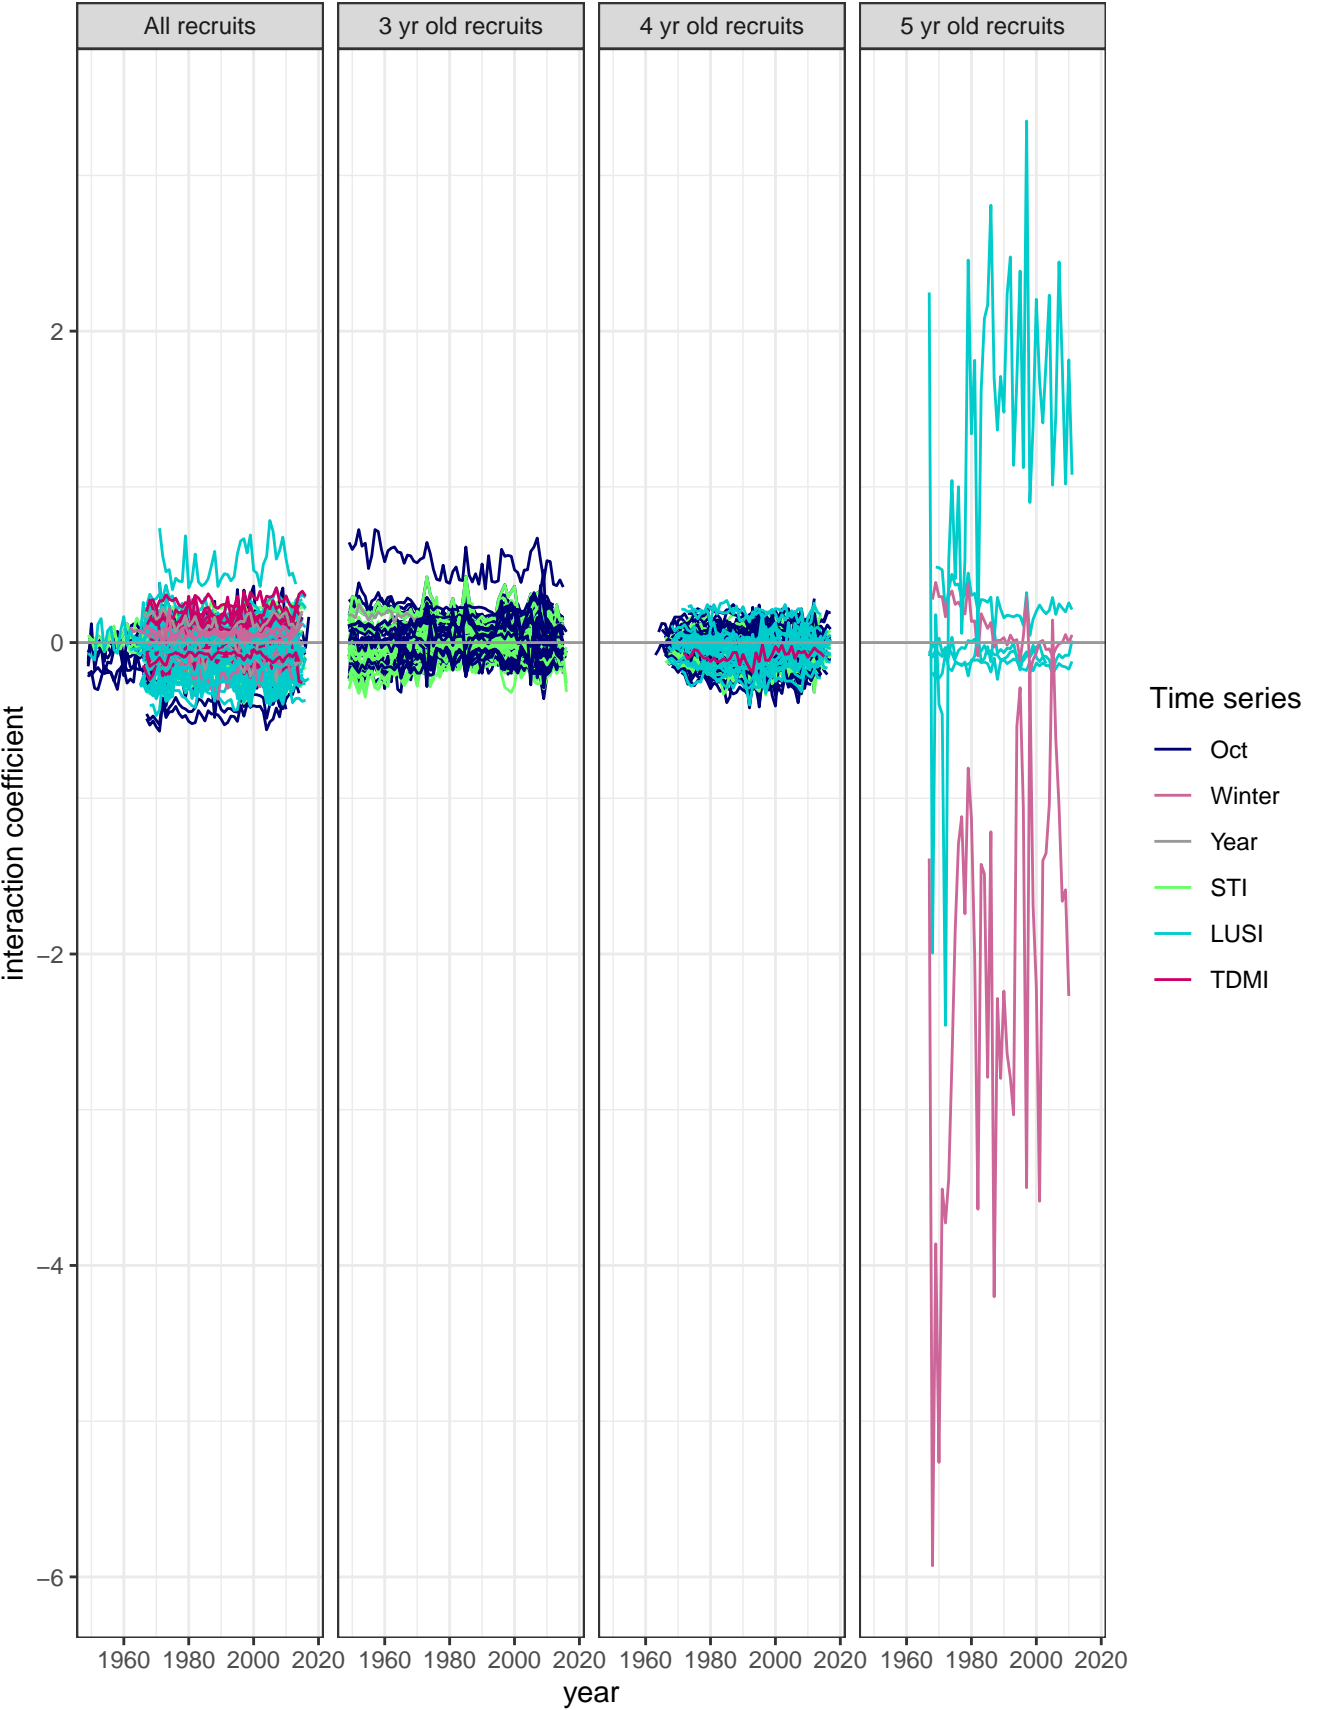 All recruits
3 yr old recruits
4 yr old recruits
5 yr old recruits
interaction coefficient
2
0
−2
−4
−6
1960 1980 2000 2020
1960 1980 2000 2020
1960 1980 2000 2020
1960 1980 2000 2020
year
Time series
Oct
Winter
Year
STI
LUSI
TDMI